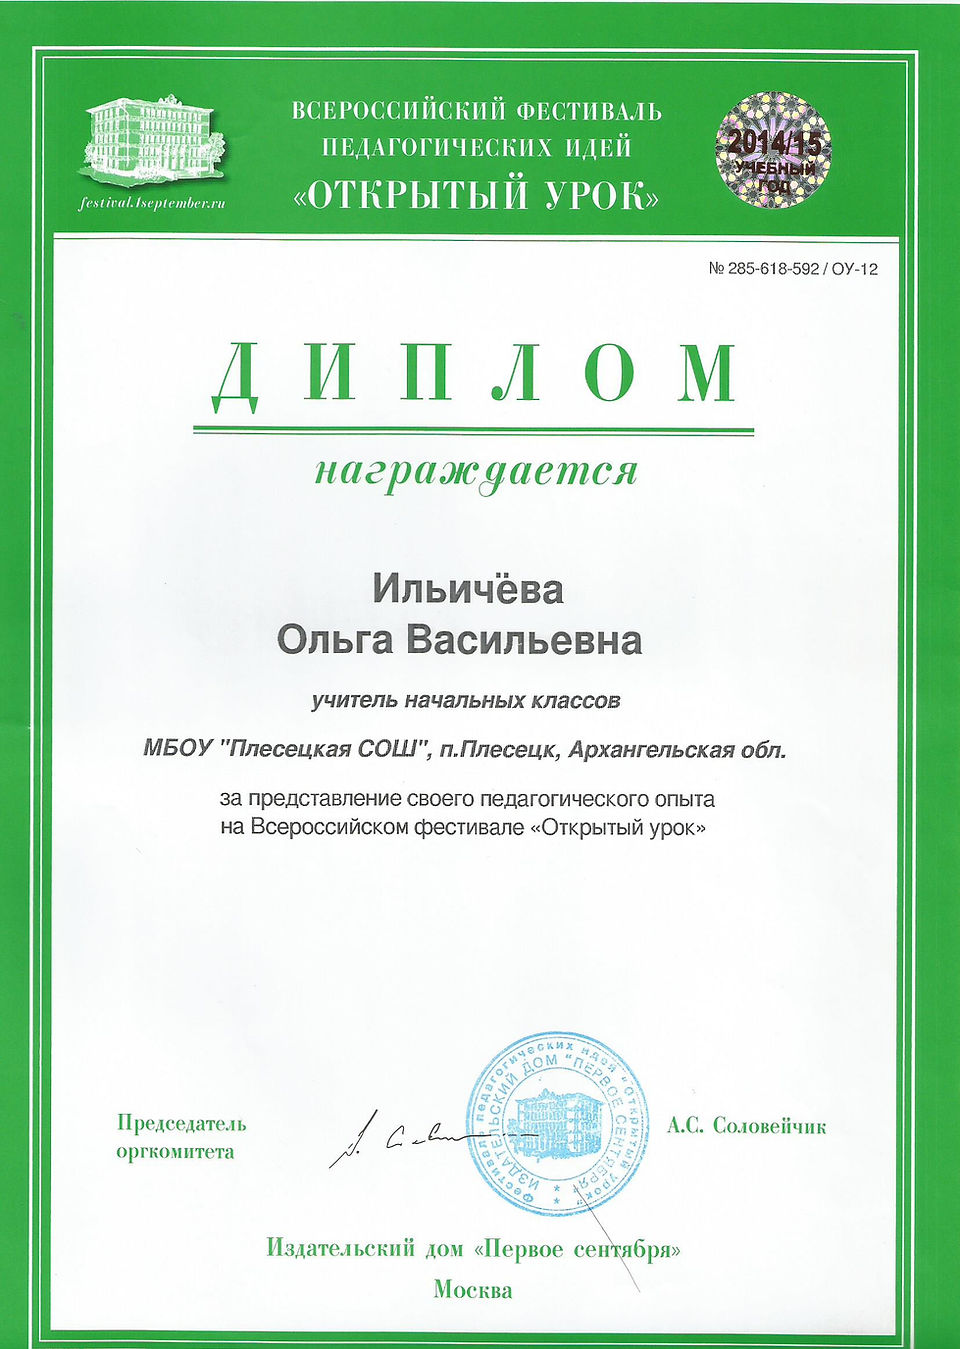 ВСЕРОССИЙСКИЙ ФЕСТИВАЛЬ
ПЕДАГОГИЧЕСКИХ ИДЕЙ
«ОТКРЫТЫЙ УРОК»
festival.1september.ru
2014/15
УЧЕБНЫЙ
ГОД
№ 285-618-592 / ОУ-12
ДИПЛОМ
награждается
Ильичёва
Ольга Васильевна
учитель начальных классов
МБОУ "Плесецкая СОШ", п.Плесецк, Архангельская обл.
за представление своего педагогического опыта
на Всероссийском фестивале «Открытый урок»
Председатель
оргкомитета
А.С. Соловейчик
Фестиваль педагогических идей "Открытый урок"
ИЗДАТЕЛЬСКИЙ ДОМ "ПЕРВОЕ СЕНТЯБРЯ"
Издательский дом «Первое сентября»
Москва